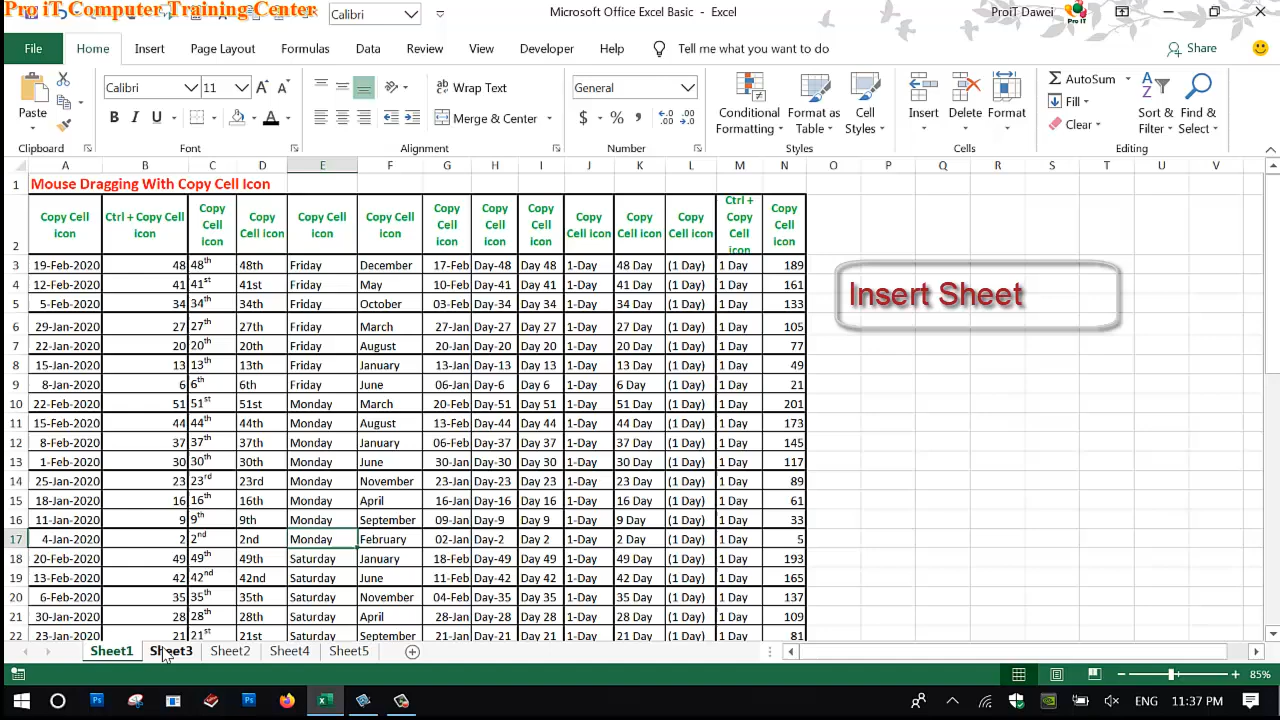 Pro iT Computer Training Center
Calibri
Microsoft Office Excel Basic - Excel
ProiT Dawei
Pro iT
File Home Insert Page Layout Formulas Data Review View Developer Help Tell me what you want to do Share
Paste
Clipboard
Calibri 11
B I U
A
Font
Wrap Text
Merge & Center
Alignment
General
$ % ,
Number
Conditional Formatting
Format as Table
Cell Styles
Styles
Insert Delete Format
Cells
AutoSum
Fill
Clear
Sort & Filter
Find & Select
Editing
A B C D E F G H I J K L M N O P Q R S T U V
1 Mouse Dragging With Copy Cell Icon
2 Copy Cell icon Ctrl + Copy Cell icon Copy Cell icon Copy Cell icon Copy Cell icon Copy Cell icon Copy Cell icon Copy Cell icon Copy Cell icon Copy Cell icon Copy Cell icon Copy Cell icon Ctrl + Copy Cell icon Copy Cell icon
3 19-Feb-2020 48 48th 48th Friday December 17-Feb Day-48 Day 48 1-Day 48 Day (1 Day) 1 Day 189
4 12-Feb-2020 41 41st 41st Friday May 10-Feb Day-41 Day 41 1-Day 41 Day (1 Day) 1 Day 161
5 5-Feb-2020 34 34th 34th Friday October 03-Feb Day-34 Day 34 1-Day 34 Day (1 Day) 1 Day 133
6 29-Jan-2020 27 27th 27th Friday March 27-Jan Day-27 Day 27 1-Day 27 Day (1 Day) 1 Day 105
7 22-Jan-2020 20 20th 20th Friday August 20-Jan Day-20 Day 20 1-Day 20 Day (1 Day) 1 Day 77
8 15-Jan-2020 13 13th 13th Friday January 13-Jan Day-13 Day 13 1-Day 13 Day (1 Day) 1 Day 49
9 8-Jan-2020 6 6th 6th Friday June 06-Jan Day-6 Day 6 1-Day 6 Day (1 Day) 1 Day 21
10 22-Feb-2020 51 51st 51st Monday March 20-Feb Day-51 Day 51 1-Day 51 Day (1 Day) 1 Day 201
11 15-Feb-2020 44 44th 44th Monday August 13-Feb Day-44 Day 44 1-Day 44 Day (1 Day) 1 Day 173
12 8-Feb-2020 37 37th 37th Monday January 06-Feb Day-37 Day 37 1-Day 37 Day (1 Day) 1 Day 145
13 1-Feb-2020 30 30th 30th Monday June 30-Jan Day-30 Day 30 1-Day 30 Day (1 Day) 1 Day 117
14 25-Jan-2020 23 23rd 23rd Monday November 23-Jan Day-23 Day 23 1-Day 23 Day (1 Day) 1 Day 89
15 18-Jan-2020 16 16th 16th Monday April 16-Jan Day-16 Day 16 1-Day 16 Day (1 Day) 1 Day 61
16 11-Jan-2020 9 9th 9th Monday September 09-Jan Day-9 Day 9 1-Day 9 Day (1 Day) 1 Day 33
17 4-Jan-2020 2 2nd 2nd Monday February 02-Jan Day-2 Day 2 1-Day 2 Day (1 Day) 1 Day 5
18 20-Feb-2020 49 49th 49th Saturday January 18-Feb Day-49 Day 49 1-Day 49 Day (1 Day) 1 Day 193
19 13-Feb-2020 42 42nd 42nd Saturday June 11-Feb Day-42 Day 42 1-Day 42 Day (1 Day) 1 Day 165
20 6-Feb-2020 35 35th 35th Saturday November 04-Feb Day-35 Day 35 1-Day 35 Day (1 Day) 1 Day 137
21 30-Jan-2020 28 28th 28th Saturday April 28-Jan Day-28 Day 28 1-Day 28 Day (1 Day) 1 Day 109
22 23-Jan-2020 21 21st 21st Saturday September 21-Jan Day-21 Day 21 1-Day 21 Day (1 Day) 1 Day 81
Insert Sheet
Sheet1 Sheet3 Sheet2 Sheet4 Sheet5
85%
Ps Ps ENG 11:37 PM